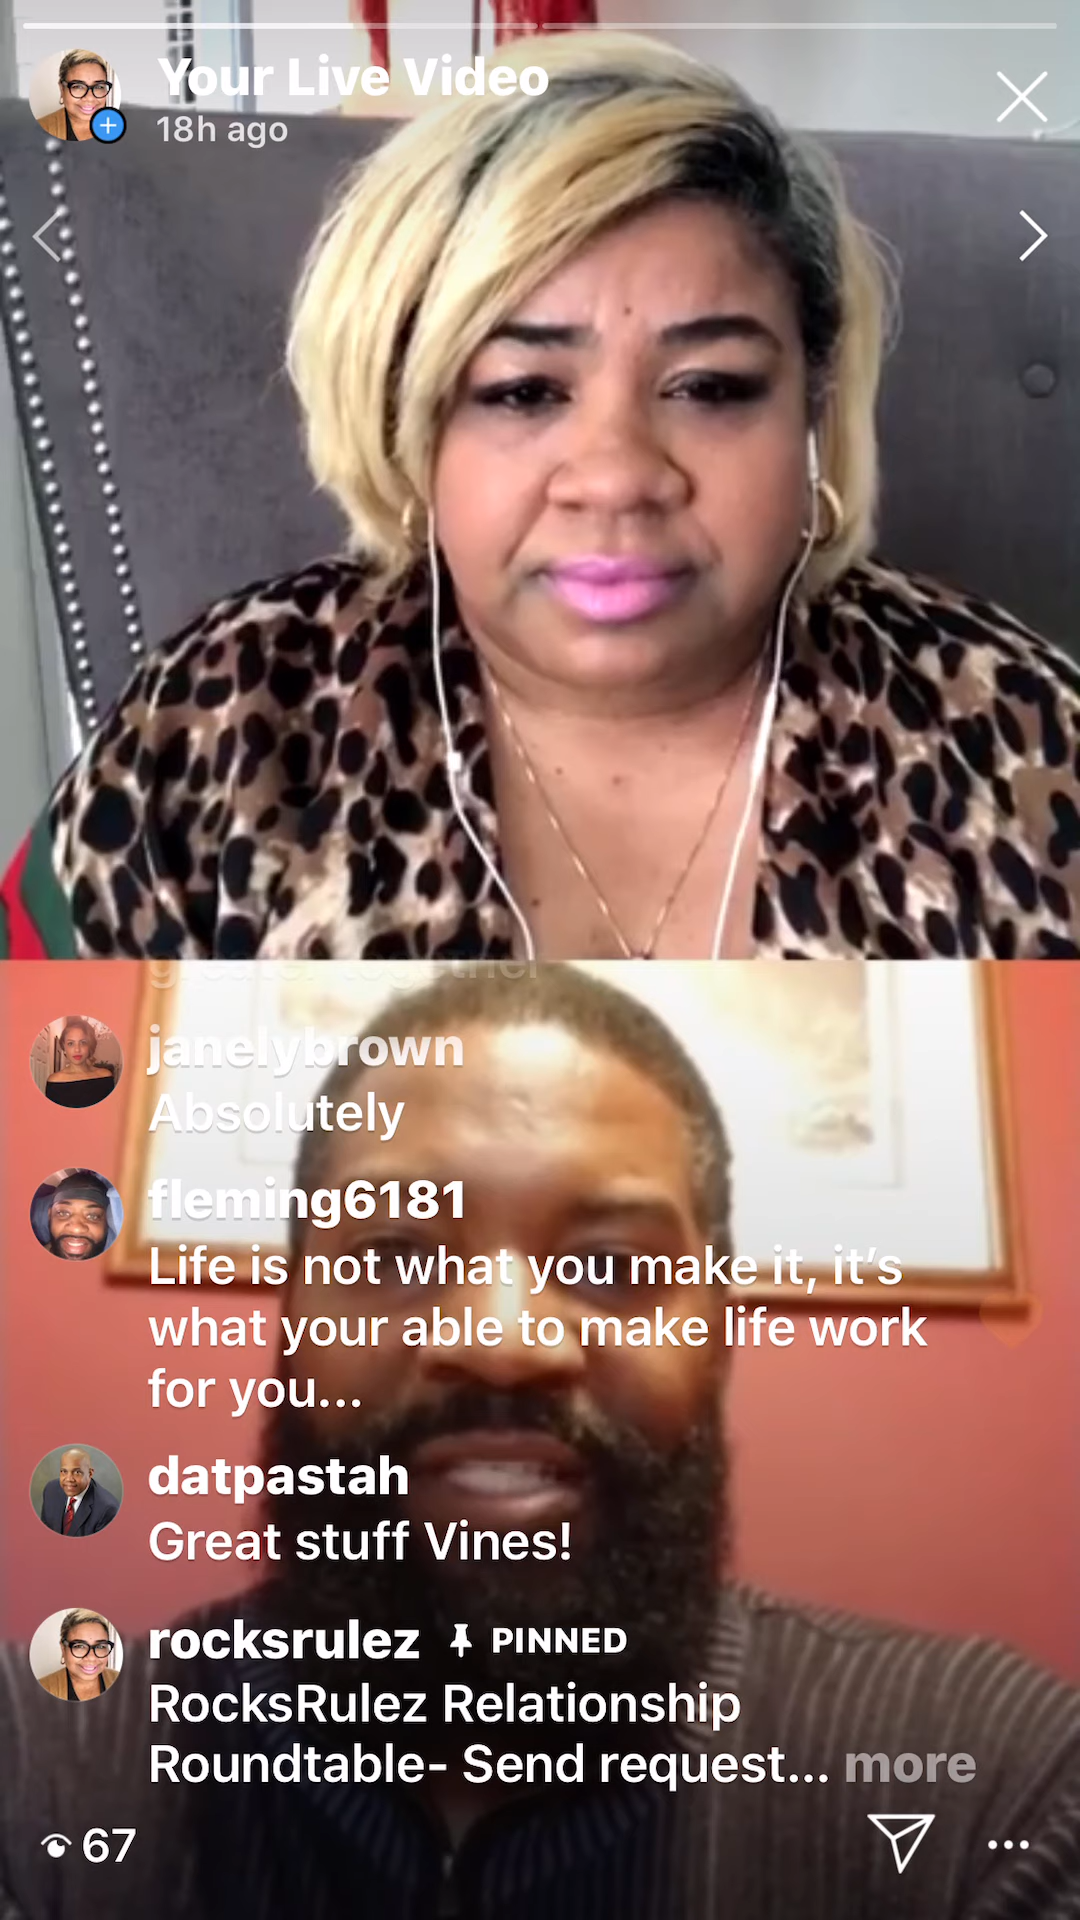 Your Live Video
18h ago
greater together
janelybrown
Absolutely
fleming6181
Life is not what you make it, it’s
what your able to make life work
for you...
datpastah
Great stuff Vines!
rocksrulez PINNED
RocksRulez Relationship
Roundtable- Send request... more
67